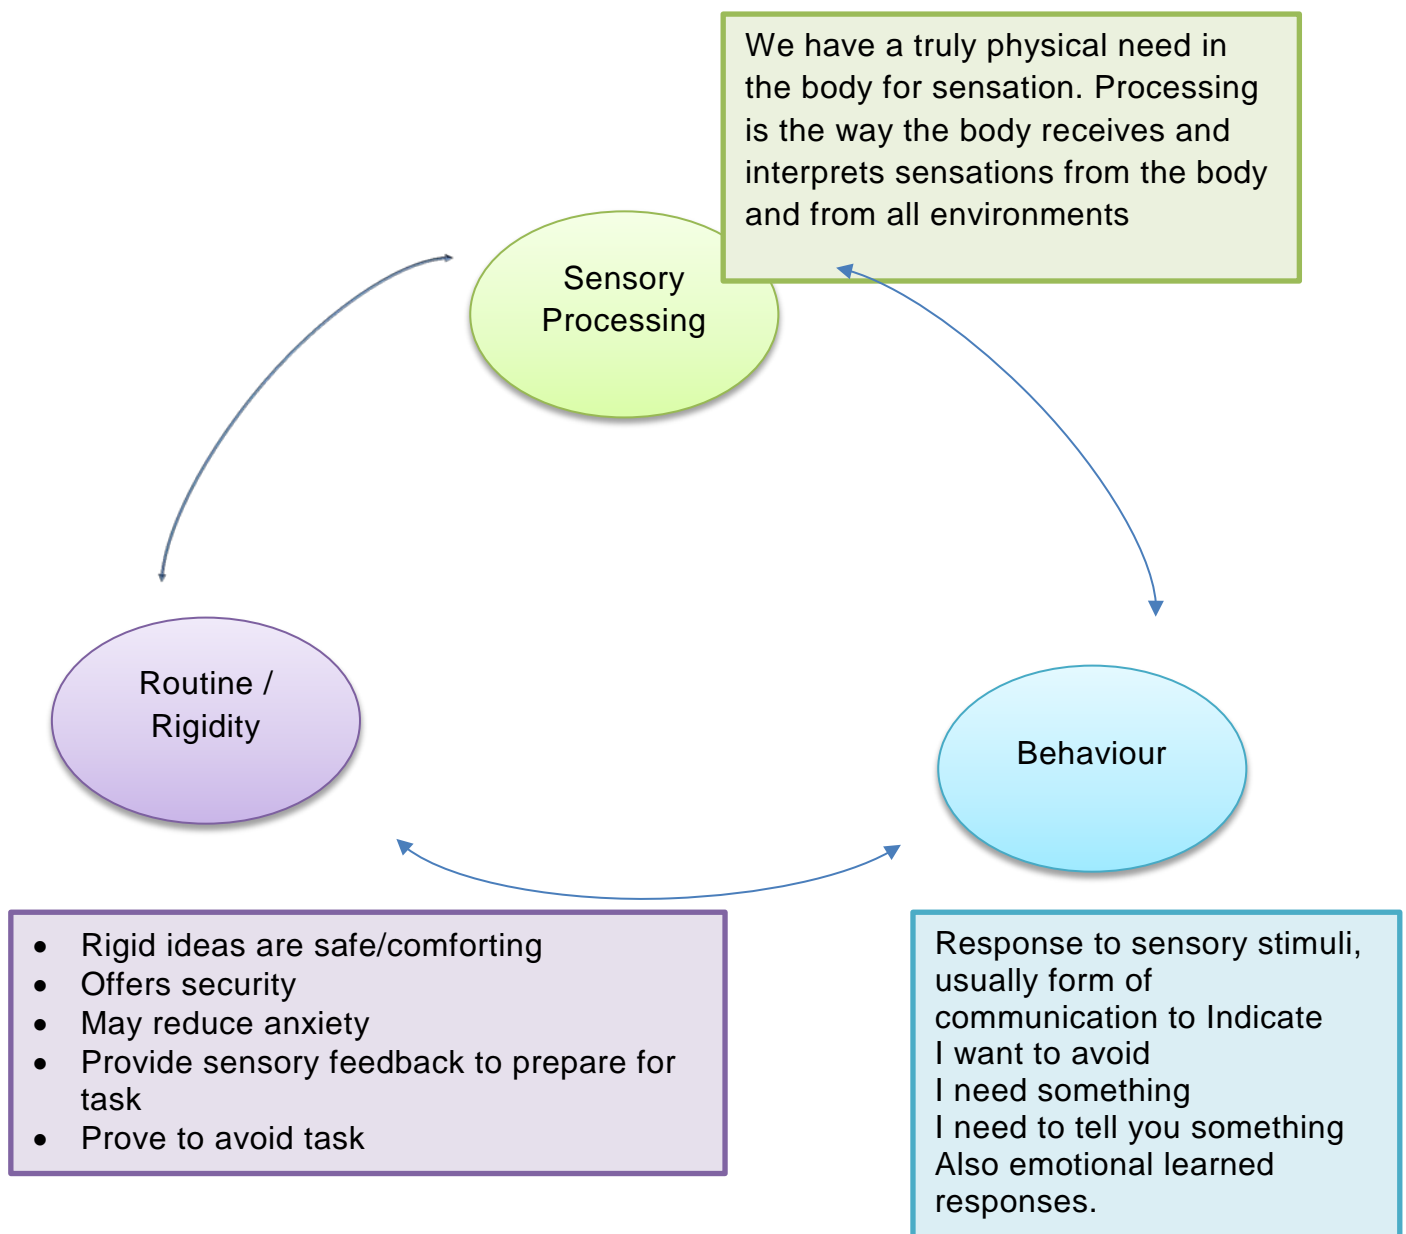 We have a truly physical need in
the body for sensation. Processing
is the way the body receives and
interprets sensations from the body
and from all environments
Sensory
Processing
Routine /
Rigidity
Behaviour
• Rigid ideas are safe/comforting
• Offers security
• May reduce anxiety
• Provide sensory feedback to prepare for
task
• Prove to avoid task
Response to sensory stimuli,
usually form of
communication to Indicate
I want to avoid
I need something
I need to tell you something
Also emotional learned
responses.